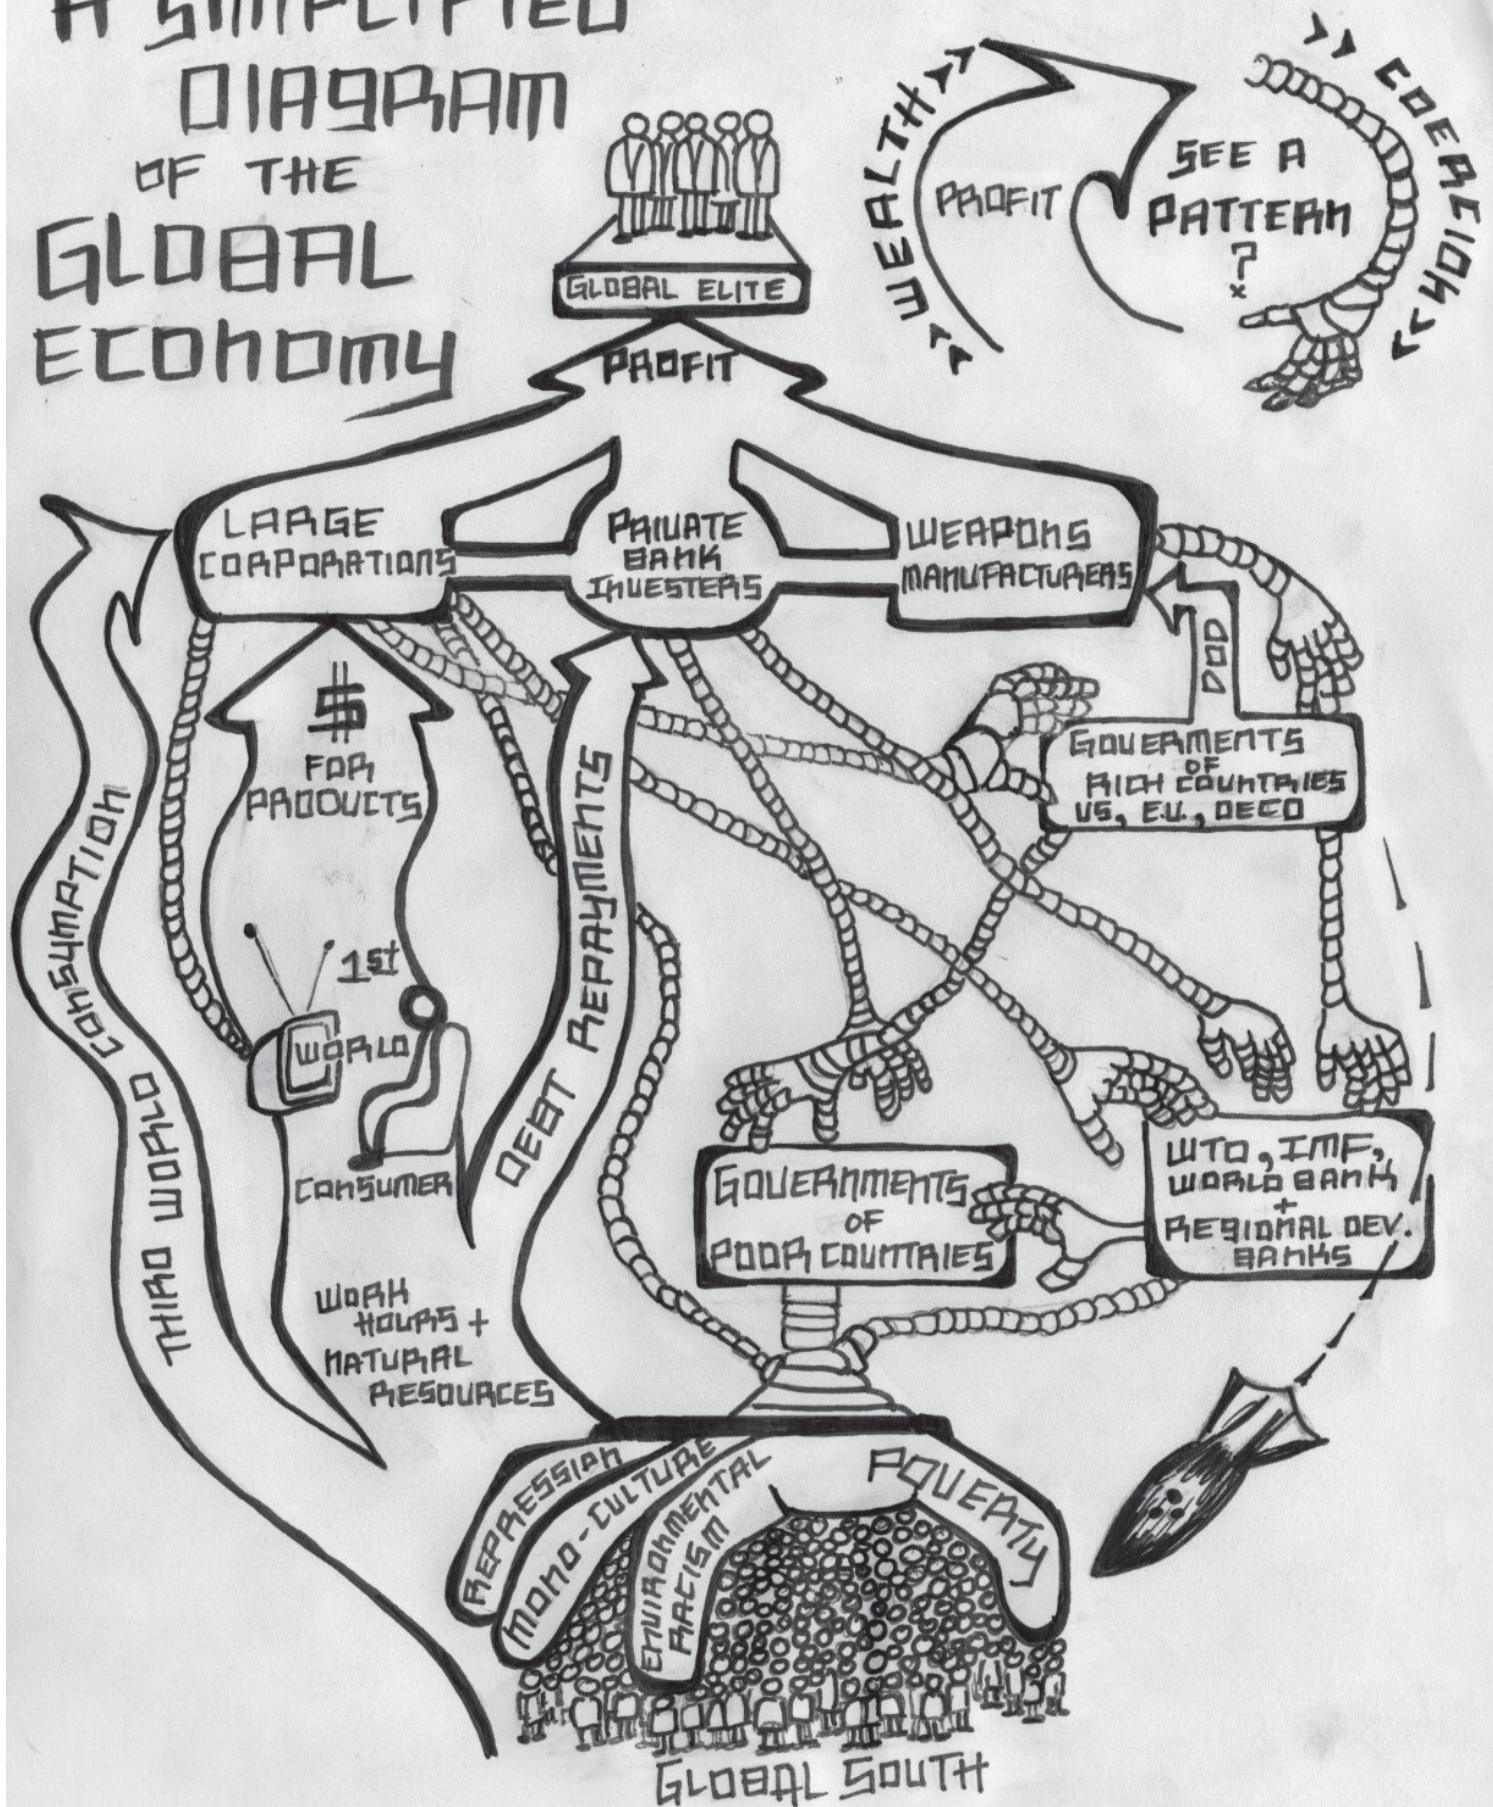 A SIMPLIFIED
DIAGRAM
OF THE
GLOBAL
ECONOMY
WEALTH
PROFIT
SEE A
PATTERN
?
COERCION
GLOBAL ELITE
PROFIT
LARGE
CORPORATIONS
PRIVATE
BANK
INVESTERS
WEAPONS
MANUFACTURERS
DOD
$
FOR
PRODUCTS
GOVERMENTS
OF
RICH COUNTRIES
US, E.U., OECD
THIRD WORLD CONSUMPTION
1st
WORLD
CONSUMER
DEBT REPAYMENTS
WORK
HOURS +
NATURAL
RESOURCES
GOVERNMENTS
OF
POOR COUNTRIES
WTO, IMF,
WORLD BANK
+
REGIONAL DEV.
BANKS
REPRESSION
MONO-CULTURE
ENVIRONMENTAL
RACISM
POVERTY
GLOBAL SOUTH